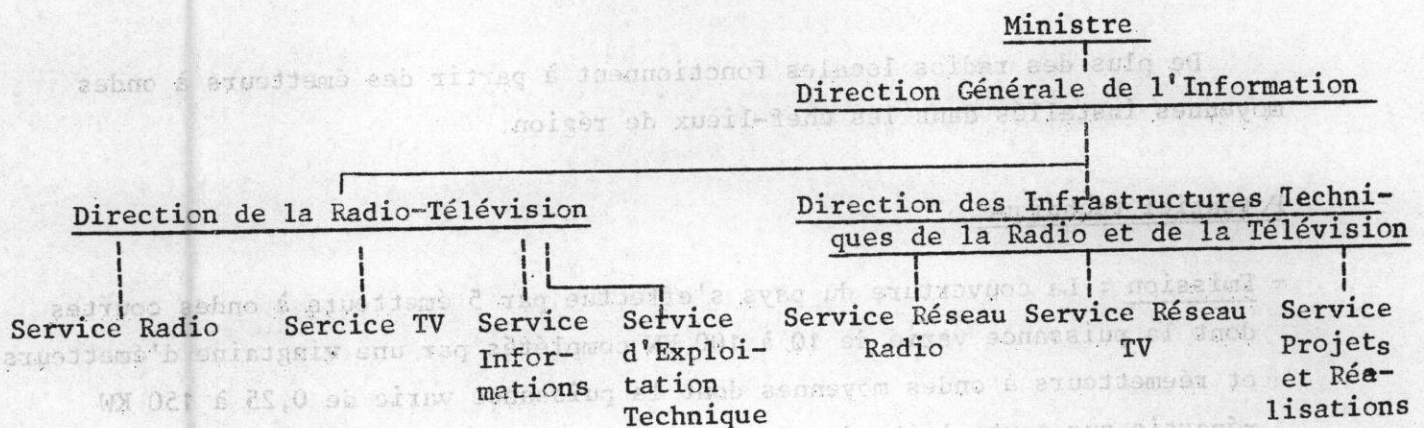 Ministre
Direction Générale de l'Information
Direction de la Radio-Télévision
Direction des Infrastructures Techni-
ques de la Radio et de la Télévision
Service Radio
Sercice TV
Service
Infor-
mations
Service
d'Exploi-
tation
Technique
Service Réseau
Radio
Service Réseau
TV
Service
Projets
et Réa-
lisations
De plus des radios locales fonctionnent à partir des émetteurs à ondes
moyennes installés dans les chef-lieux de région.
- Emission : La couverture du pays s'effectue par 5 émetteurs à ondes courtes
dont la puissance varie de 10 à 100 complétés par une vingtaine d'émetteurs
et réemetteurs à ondes moyennes dont la puissance varie de 0,25 à 150 KW